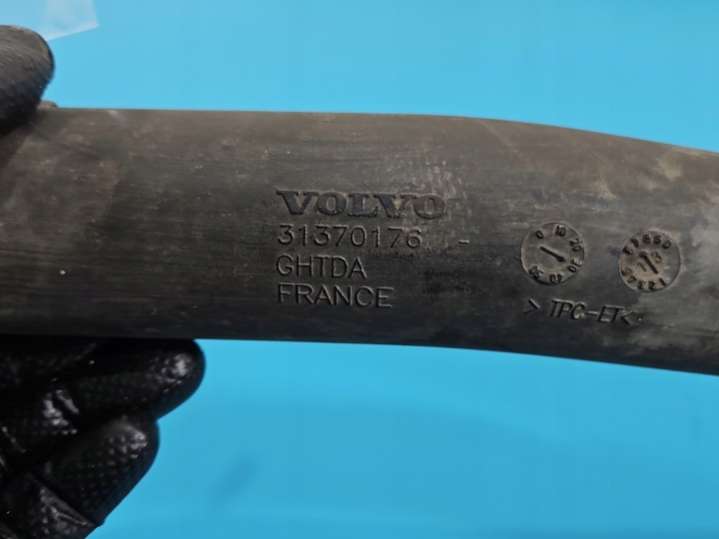 VOLVO
31370176 -
GHTDA
FRANCE
>TPC-ET<